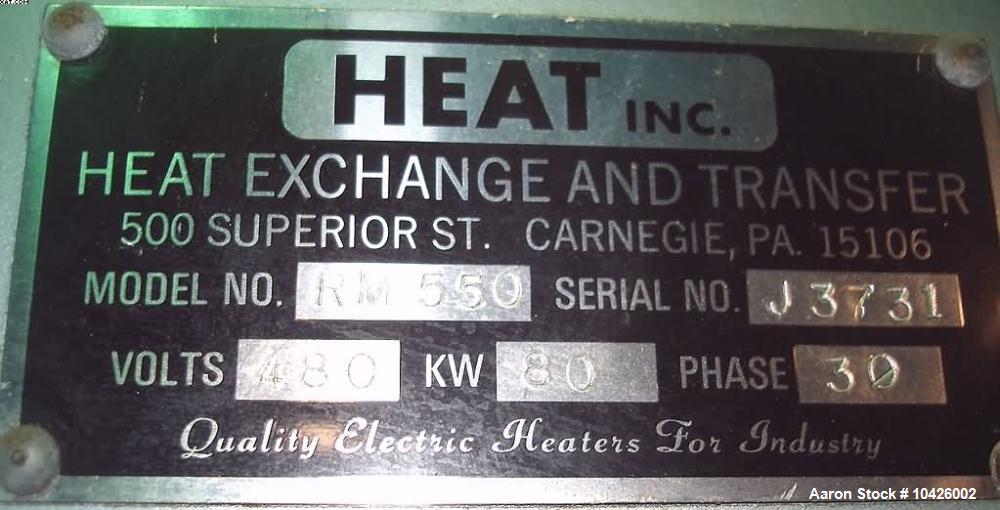 HEAT INC.
HEAT EXCHANGE AND TRANSFER
500 SUPERIOR ST. CARNEGIE, PA. 15106
MODEL NO. RM 550 SERIAL NO. J3731
VOLTS 480 KW 80 PHASE 3Ø
Quality Electric Heaters For Industry
Aaron Stock # 10426002